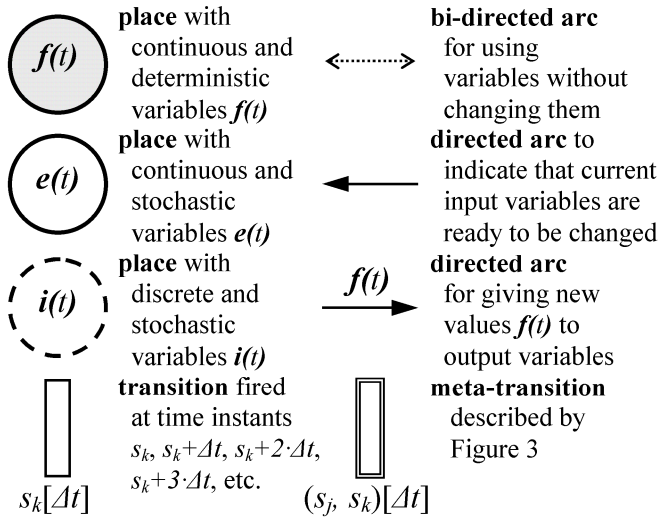 f(t)
place with
continuous and
deterministic
variables f(t)
bi-directed arc
for using
variables without
changing them
e(t)
place with
continuous and
stochastic
variables e(t)
directed arc to
indicate that current
input variables are
ready to be changed
i(t)
place with
discrete and
stochastic
variables i(t)
f(t)
directed arc
for giving new
values f(t) to
output variables
transition fired
at time instants
sₖ, sₖ+Δt, sₖ+2·Δt,
sₖ+3·Δt, etc.
sₖ[Δt]
meta-transition
described by
Figure 3
(sⱼ, sₖ)[Δt]